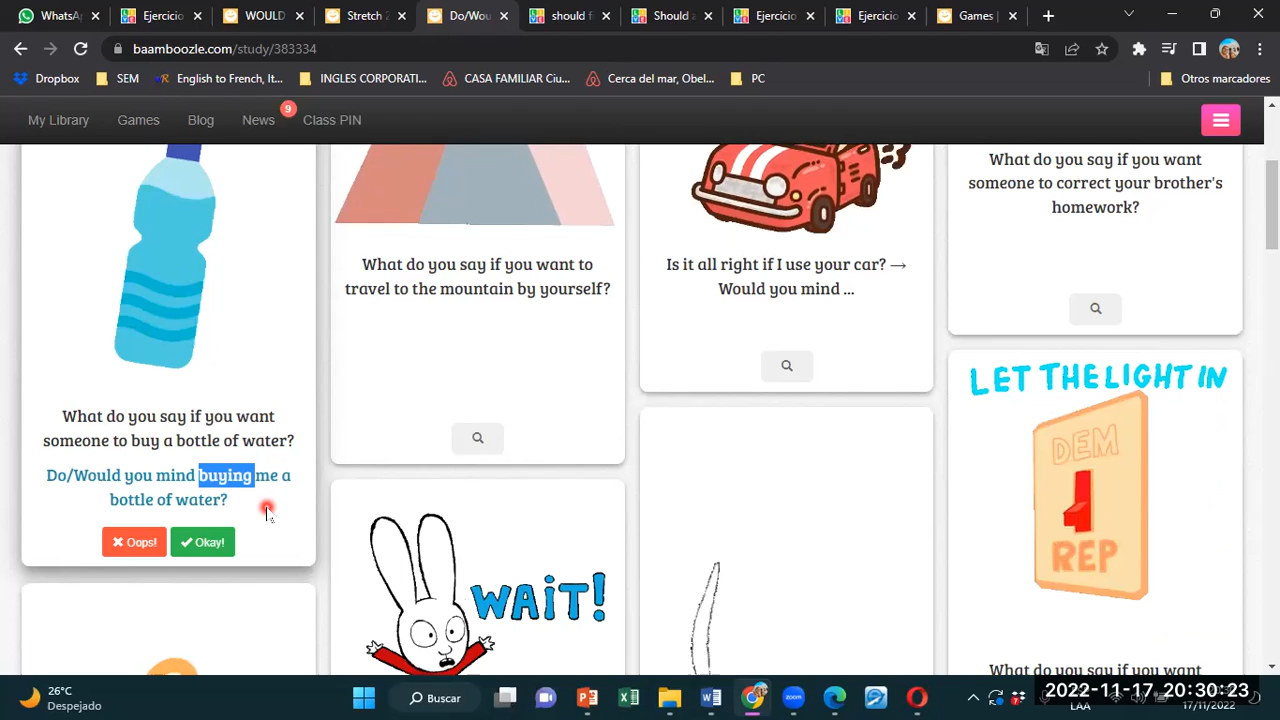 WhatsA
Ejercicio
WOULD
Stretch 2
Do/Wou
should fi
Should a
Ejercicio
Ejercicio
Games |
baamboozle.com/study/383334
Dropbox
SEM
English to French, It...
INGLES CORPORATI...
CASA FAMILIAR Ciu...
Cerca del mar, Obel...
PC
Otros marcadores
My Library
Games
Blog
News
9
Class PIN
What do you say if you want
someone to buy a bottle of water?
Do/Would you mind buying me a
bottle of water?
Oops!
Okay!
What do you say if you want to
travel to the mountain by yourself?
WAIT!
Is it all right if I use your car? →
Would you mind ...
What do you say if you want
someone to correct your brother's
homework?
LET THE LIGHT IN
DEM
REP
What do you say if you want
26°C
Despejado
Buscar
LAA
2022-11-17 20:30:23
17/11/2022